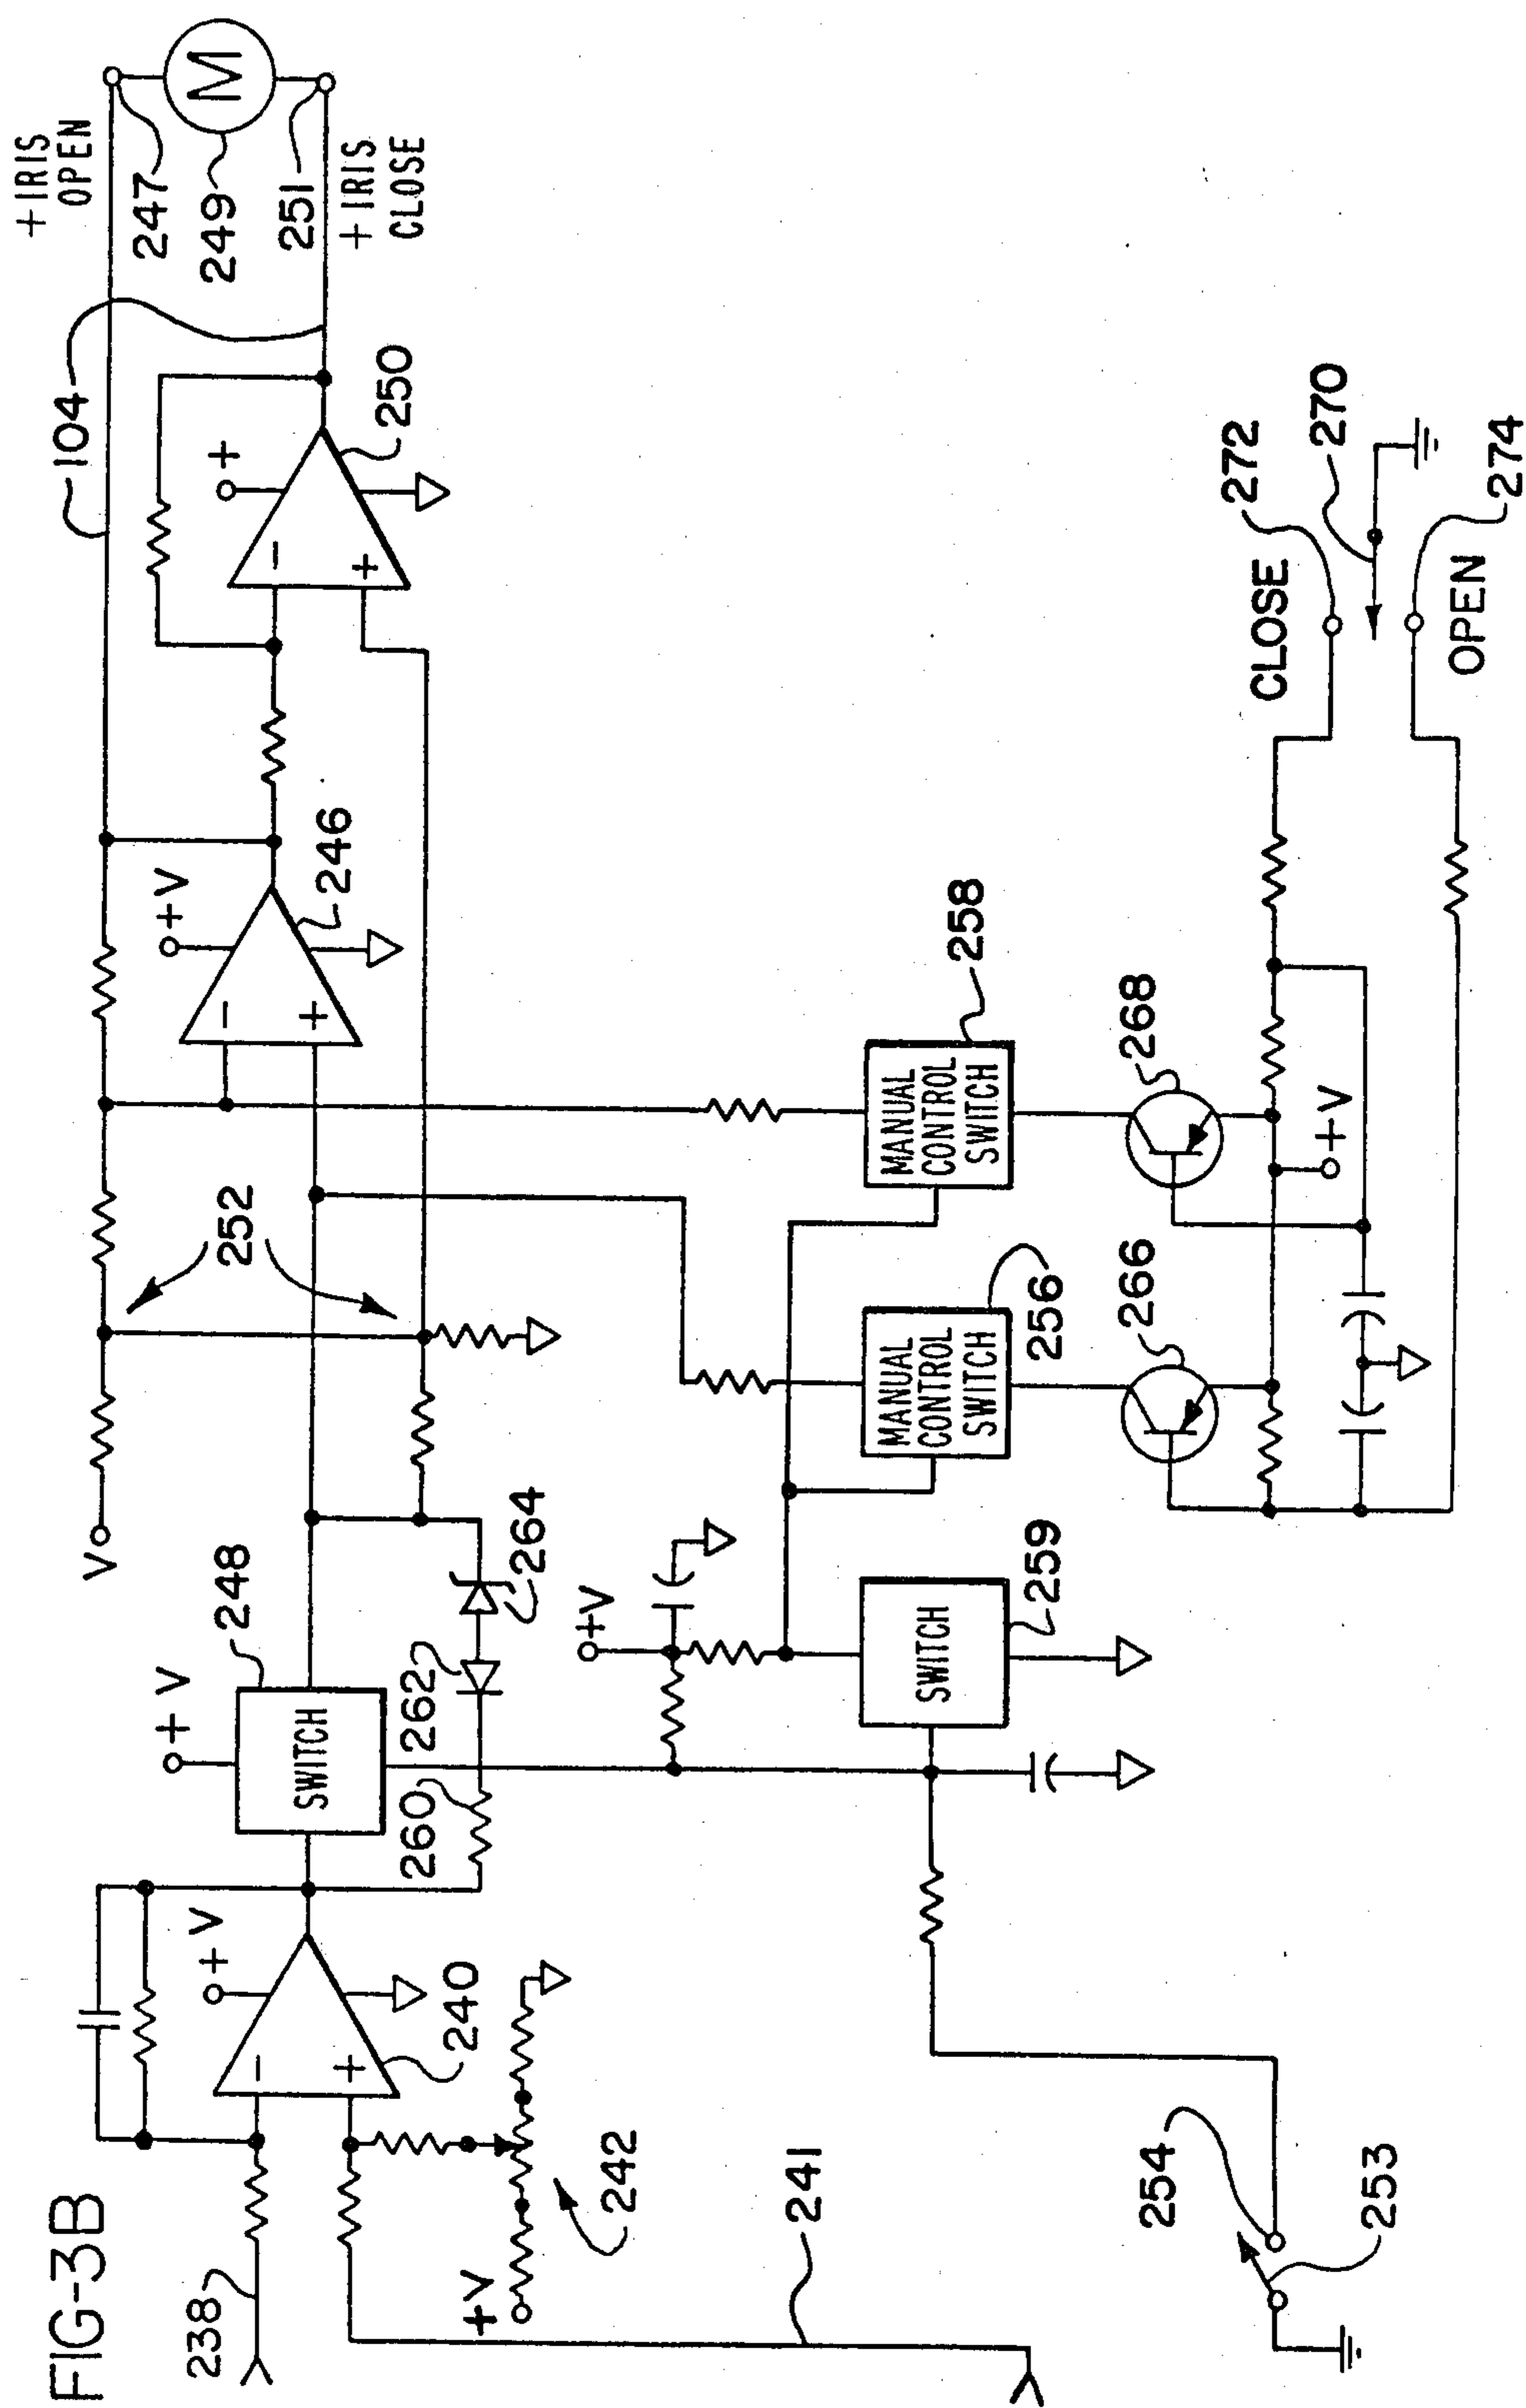 FIG-3B
+ IRIS
OPEN
247
249
251
+ IRIS
CLOSE
104
M
+
250
−
+
+V
246
−
+
252
V
+ V
248
SWITCH
264
262
260
+ V
240
−
+
238
242
+V
241
+V
SWITCH
259
MANUAL
CONTROL
SWITCH
258
MANUAL
CONTROL
SWITCH
256
268
266
+V
CLOSE
272
270
274
OPEN
254
253